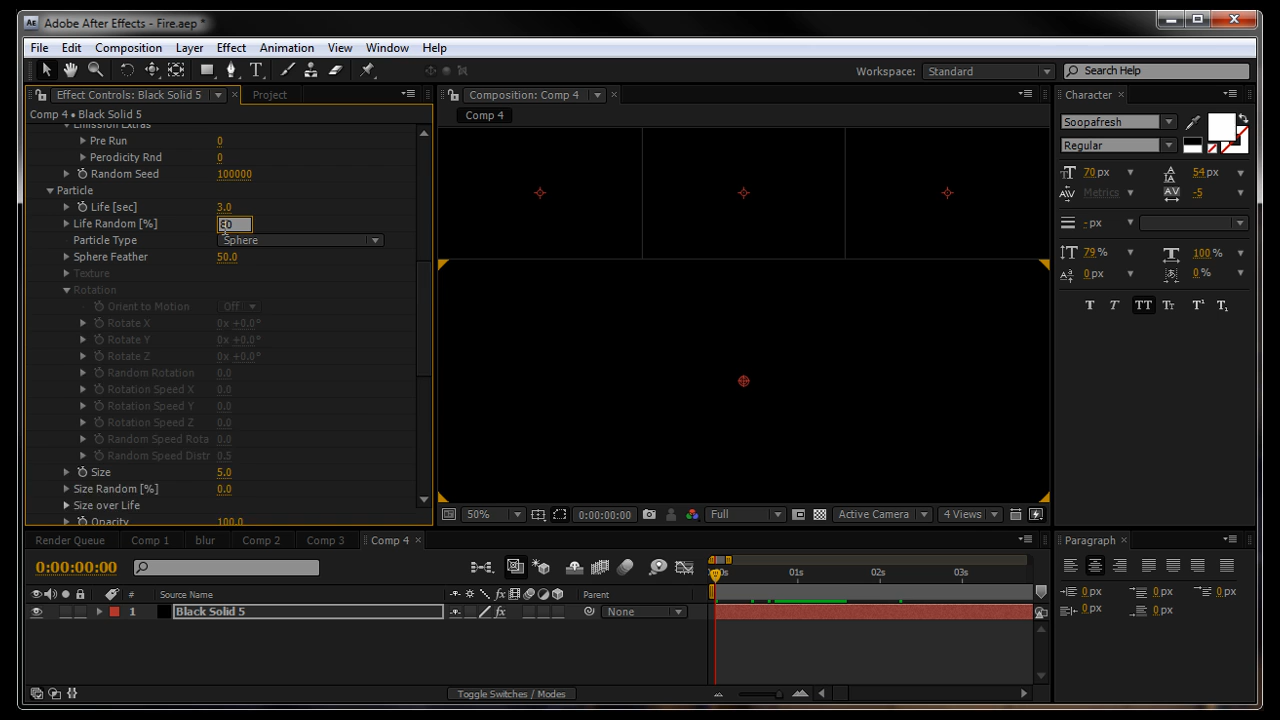 Adobe After Effects - Fire.aep *
File Edit Composition Layer Effect Animation View Window Help
Workspace: Standard Search Help
Effect Controls: Black Solid 5 Project
Comp 4 • Black Solid 5
Emission Extras
Pre Run 0
Perodicity Rnd 0
Random Seed 100000
Particle
Life [sec] 3.0
Life Random [%]
Particle Type Sphere
Sphere Feather 50.0
Texture
Rotation
Orient to Motion Off
Rotate X 0x +0.0°
Rotate Y 0x +0.0°
Rotate Z 0x +0.0°
Random Rotation 0.0
Rotation Speed X 0.0
Rotation Speed Y 0.0
Rotation Speed Z 0.0
Random Speed Rota 0.0
Random Speed Distr 0.5
Size 5.0
Size Random [%] 0.0
Size over Life
Opacity 100.0
Composition: Comp 4
Comp 4
50% 0:00:00:00 Full Active Camera 4 Views
Character
Soopafresh
Regular
70 px 54 px
Metrics -5
- px
79 % 100 %
0 px 0 %
T T TT Tt T¹ T₁
Render Queue Comp 1 blur Comp 2 Comp 3 Comp 4
0:00:00:00
# Source Name Parent
01s 02s 03s
1 Black Solid 5 None
Toggle Switches / Modes
Paragraph
0 px 0 px 0 px
0 px 0 px